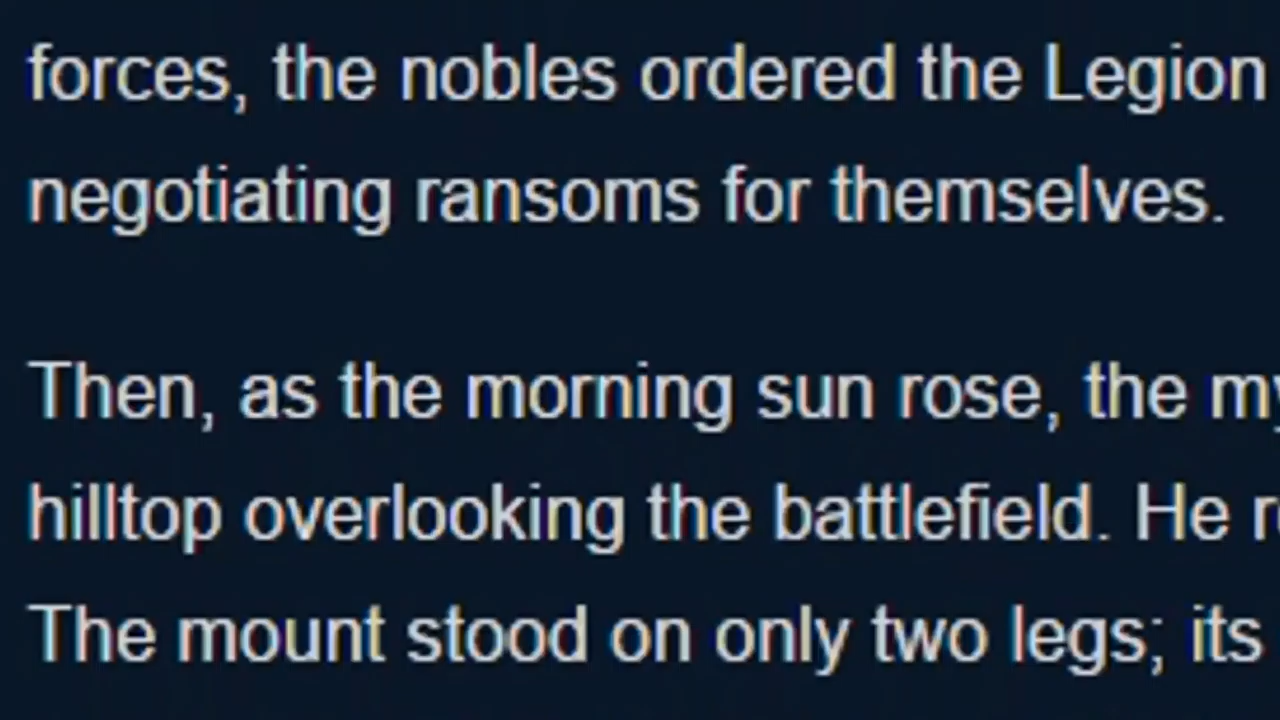 forces, the nobles ordered the Legion
negotiating ransoms for themselves.
Then, as the morning sun rose, the my
hilltop overlooking the battlefield. He r
The mount stood on only two legs; its